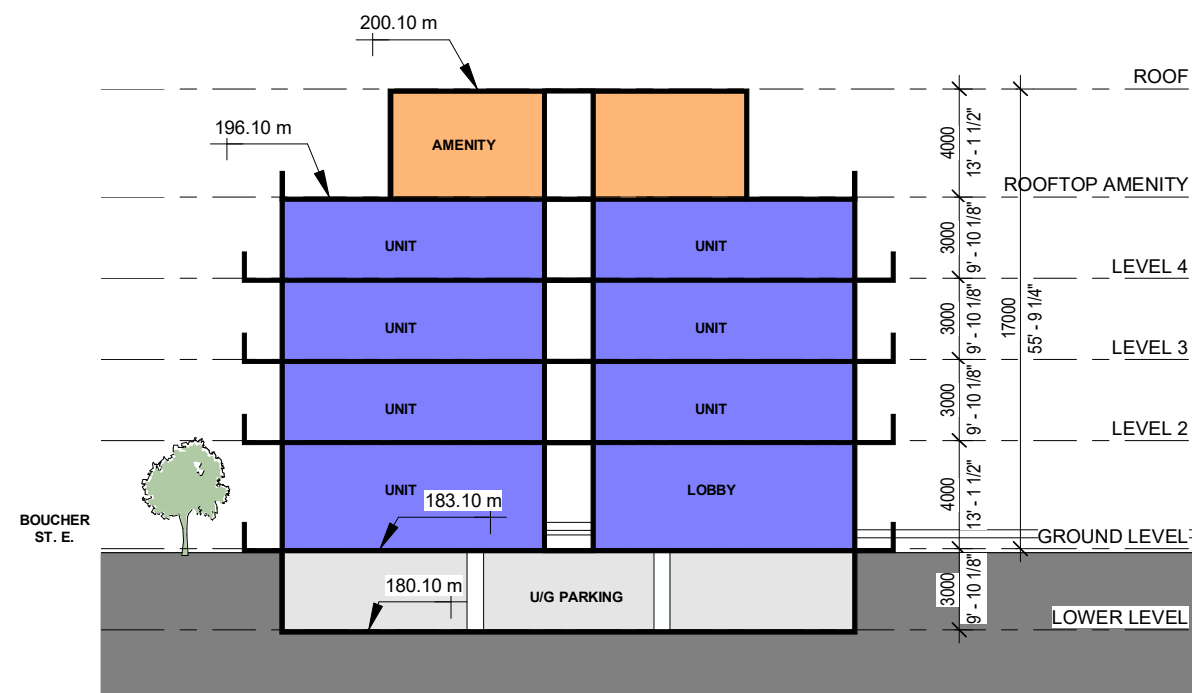 200.10 m
ROOF
196.10 m
AMENITY
4000
13' - 1 1/2"
ROOFTOP AMENITY
UNIT
UNIT
3000
9' - 10 1/8"
LEVEL 4
UNIT
UNIT
3000
9' - 10 1/8"
17000
55' - 9 1/4"
LEVEL 3
UNIT
UNIT
3000
9' - 10 1/8"
LEVEL 2
UNIT
183.10 m
LOBBY
4000
13' - 1 1/2"
BOUCHER
ST. E.
GROUND LEVEL
180.10 m
U/G PARKING
3000
9' - 10 1/8"
LOWER LEVEL